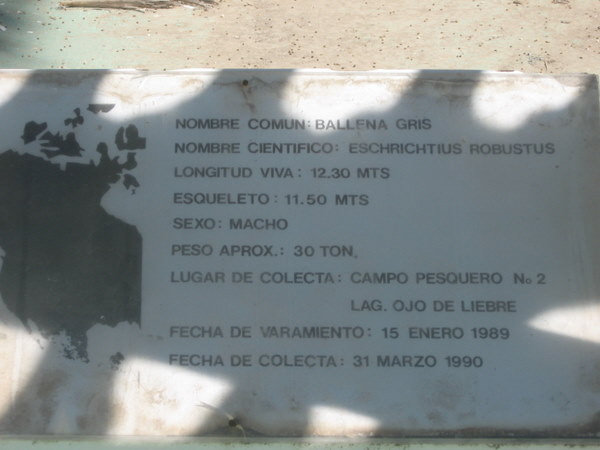 NOMBRE COMUN: BALLENA GRIS
NOMBRE CIENTIFICO: ESCHRICHTIUS ROBUSTUS
LONGITUD VIVA: 12.30 MTS
ESQUELETO: 11.50 MTS
SEXO: MACHO
PESO APROX.: 30 TON.
LUGAR DE COLECTA: CAMPO PESQUERO No 2
LAG. OJO DE LIEBRE
FECHA DE VARAMIENTO: 15 ENERO 1989
FECHA DE COLECTA: 31 MARZO 1990